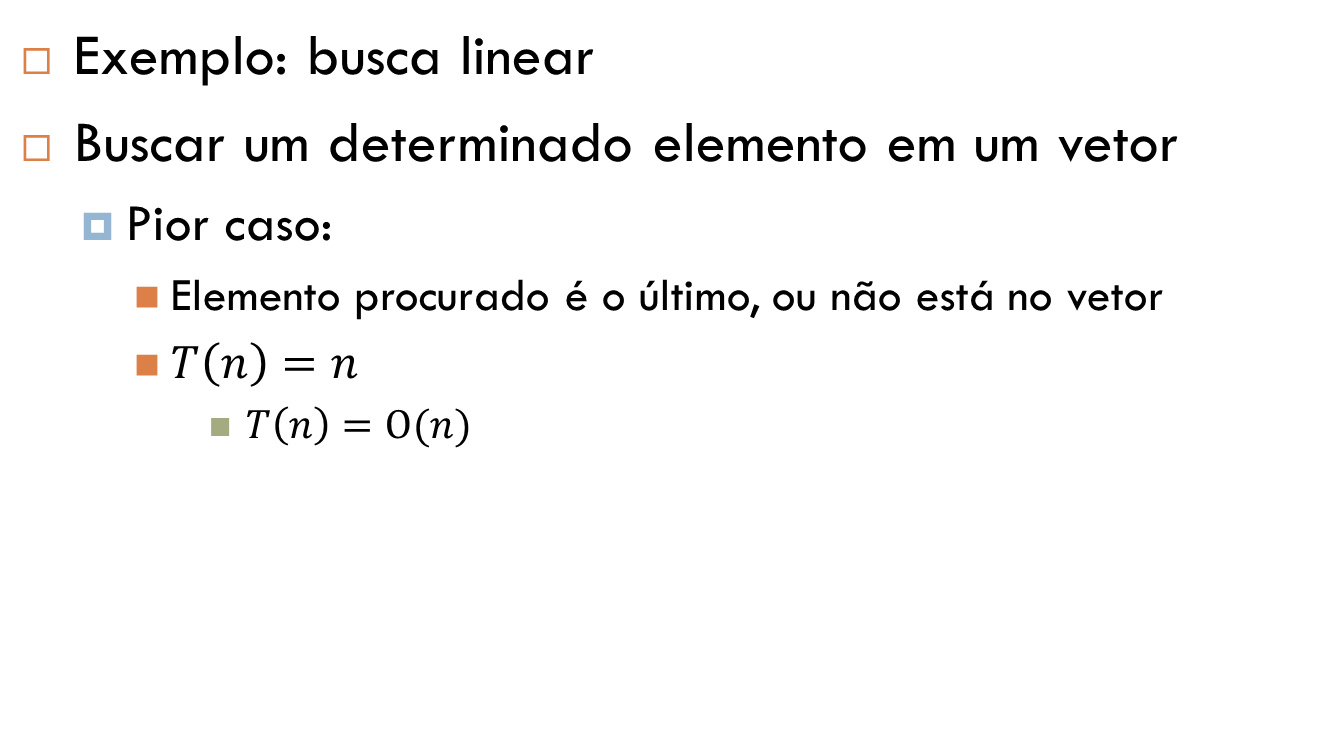 Exemplo: busca linear
Buscar um determinado elemento em um vetor
Pior caso:
Elemento procurado é o último, ou não está no vetor
T(n) = n
T(n) = O(n)